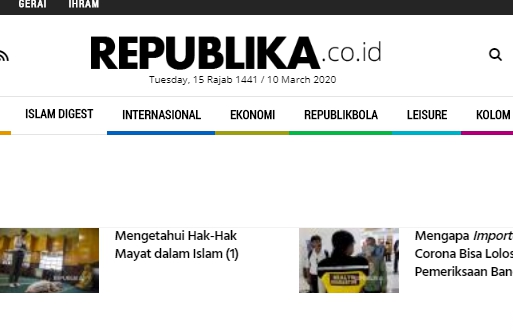 GERAI IHRAM
REPUBLIKA.co.id
Tuesday, 15 Rajab 1441 / 10 March 2020
ISLAM DIGEST INTERNASIONAL EKONOMI REPUBLIKBOLA LEISURE KOLOM
Mengetahui Hak-Hak
Mayat dalam Islam (1)
Mengapa Importe
Corona Bisa Lolos
Pemeriksaan Ban